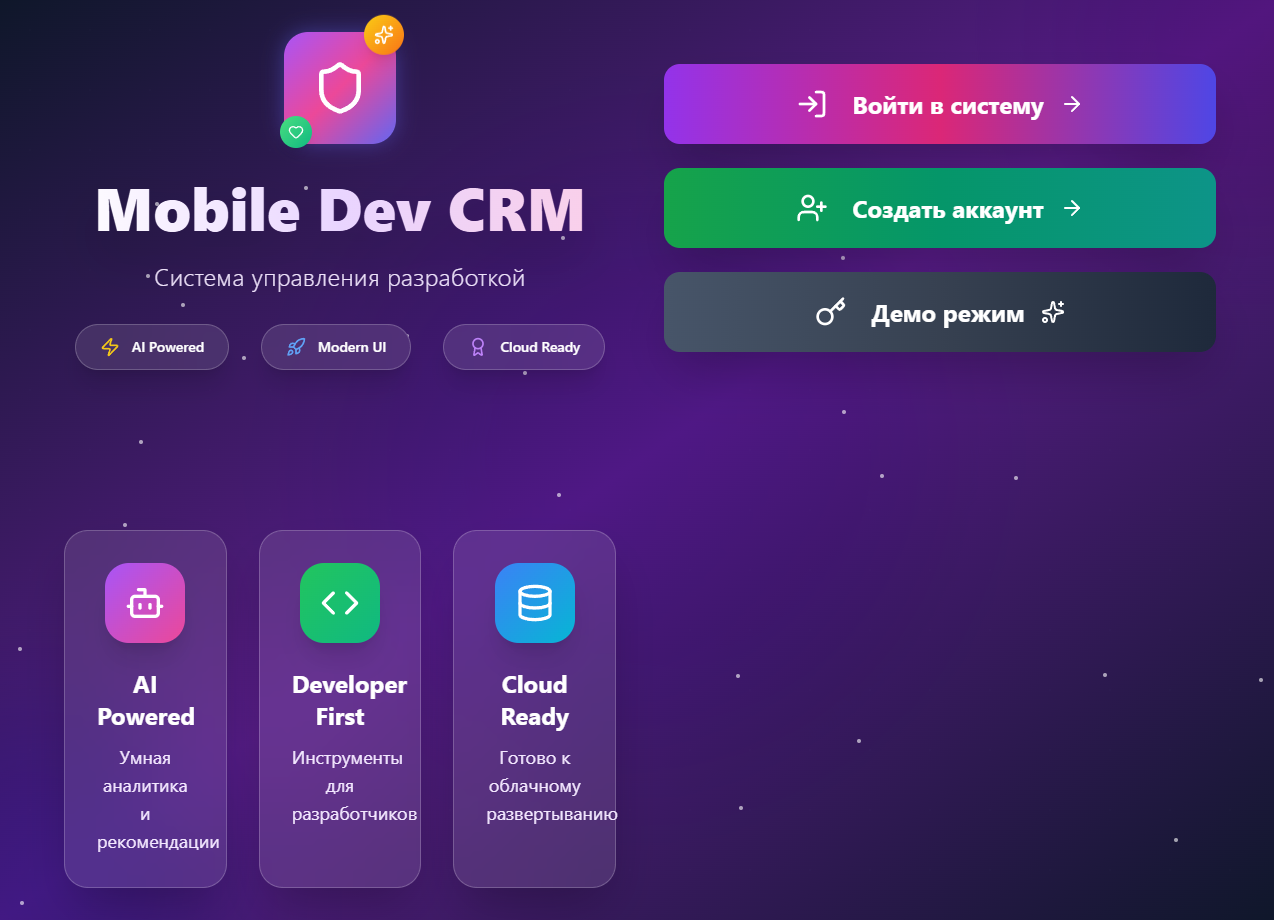 Mobile Dev CRM
Система управления разработкой
AI Powered
Modern UI
Cloud Ready
Войти в систему
Создать аккаунт
Демо режим
AI
Powered
Умная
аналитика
и
рекомендации
Developer
First
Инструменты
для
разработчиков
Cloud
Ready
Готово к
облачному
развертыванию